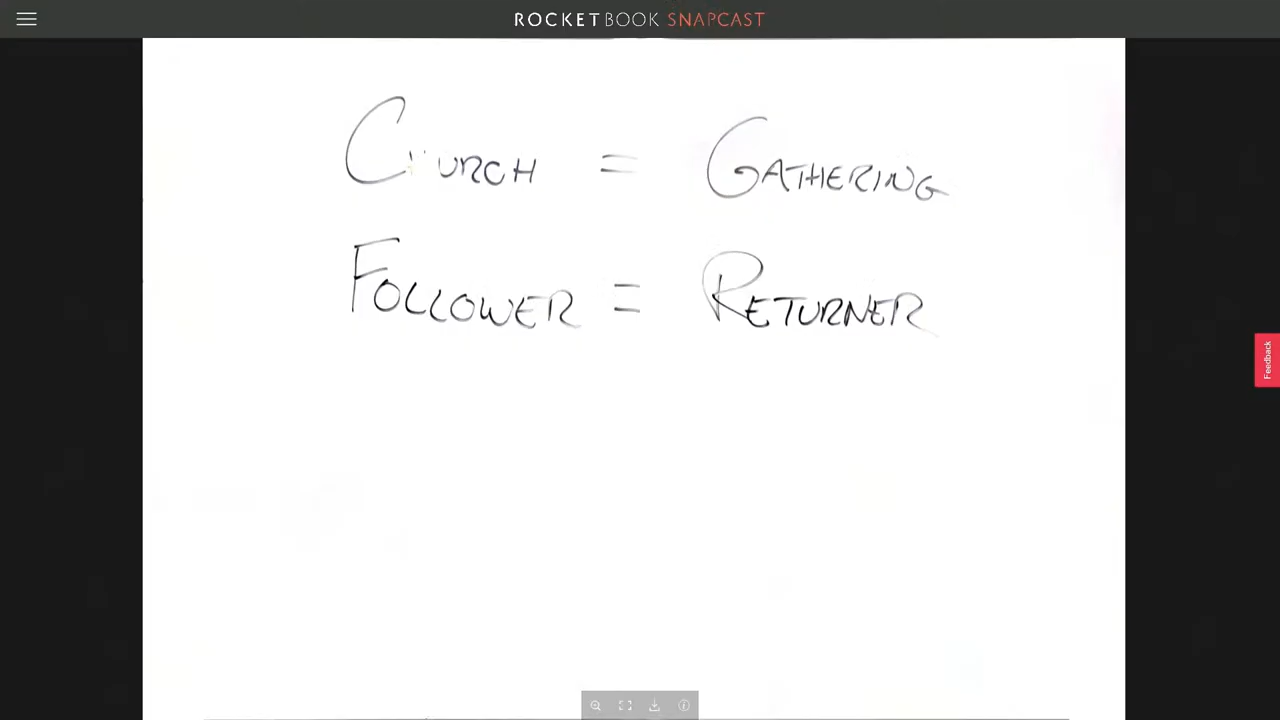 ROCKETBOOK SNAPCAST
CHURCH = GATHERING
FOLLOWER = RETURNER
Feedback